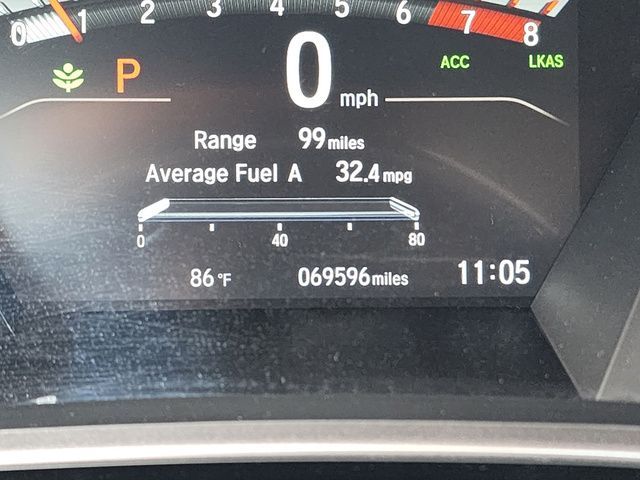 0 1 2 3 4 5 6 7 8
P 0 mph ACC LKAS
Range 99 miles
Average Fuel A 32.4 mpg
0 40 80
86 °F 069596 miles 11:05